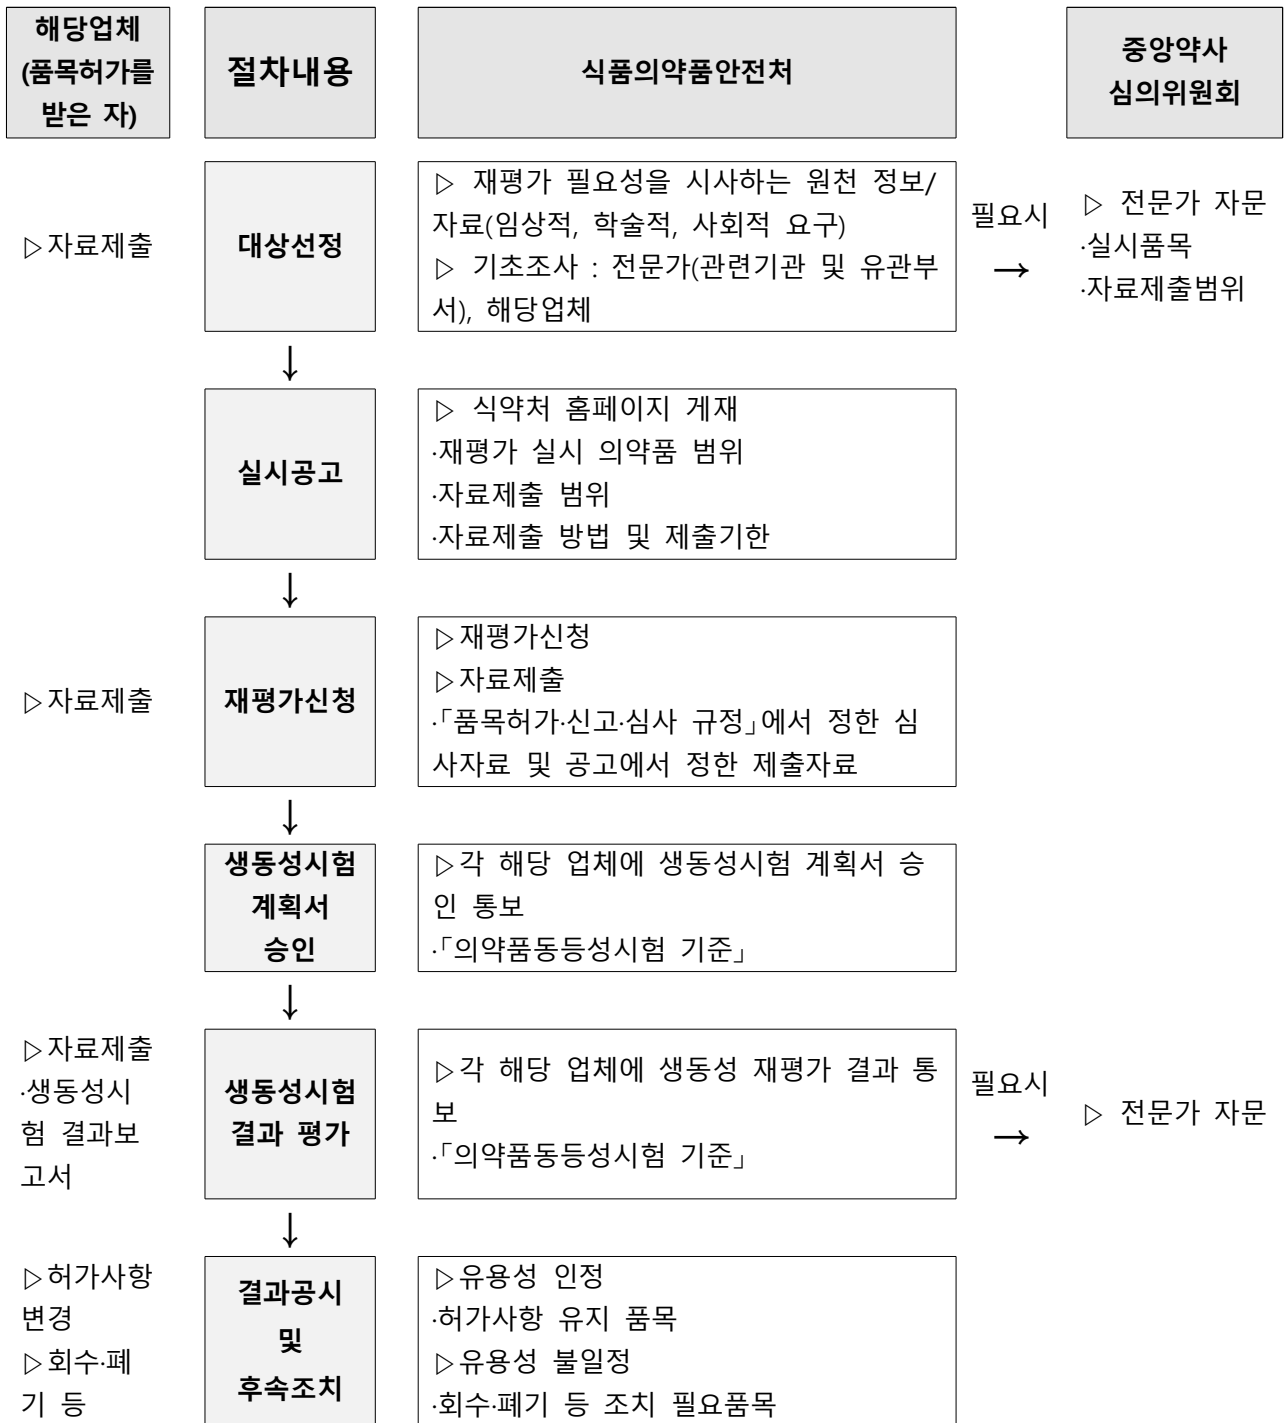 해당업체
(품목허가를
받은 자)
절차내용
식품의약품안전처
중앙약사
심의위원회
▷자료제출
대상선정
▷ 재평가 필요성을 시사하는 원천 정보/
자료(임상적, 학술적, 사회적 요구)
▷ 기초조사 : 전문가(관련기관 및 유관부
서), 해당업체
필요시
→
▷ 전문가 자문
·실시품목
·자료제출범위
↓
실시공고
▷ 식약처 홈페이지 게재
·재평가 실시 의약품 범위
·자료제출 범위
·자료제출 방법 및 제출기한
↓
▷자료제출
재평가신청
▷재평가신청
▷자료제출
·「품목허가·신고·심사 규정」에서 정한 심
사자료 및 공고에서 정한 제출자료
↓
생동성시험
계획서
승인
▷각 해당 업체에 생동성시험 계획서 승
인 통보
·「의약품동등성시험 기준」
↓
▷자료제출
·생동성시
험 결과보
고서
생동성시험
결과 평가
▷각 해당 업체에 생동성 재평가 결과 통
보
·「의약품동등성시험 기준」
필요시
→
▷ 전문가 자문
↓
▷허가사항
변경
▷회수·폐
기 등
결과공시
및
후속조치
▷유용성 인정
·허가사항 유지 품목
▷유용성 불일정
·회수·폐기 등 조치 필요품목